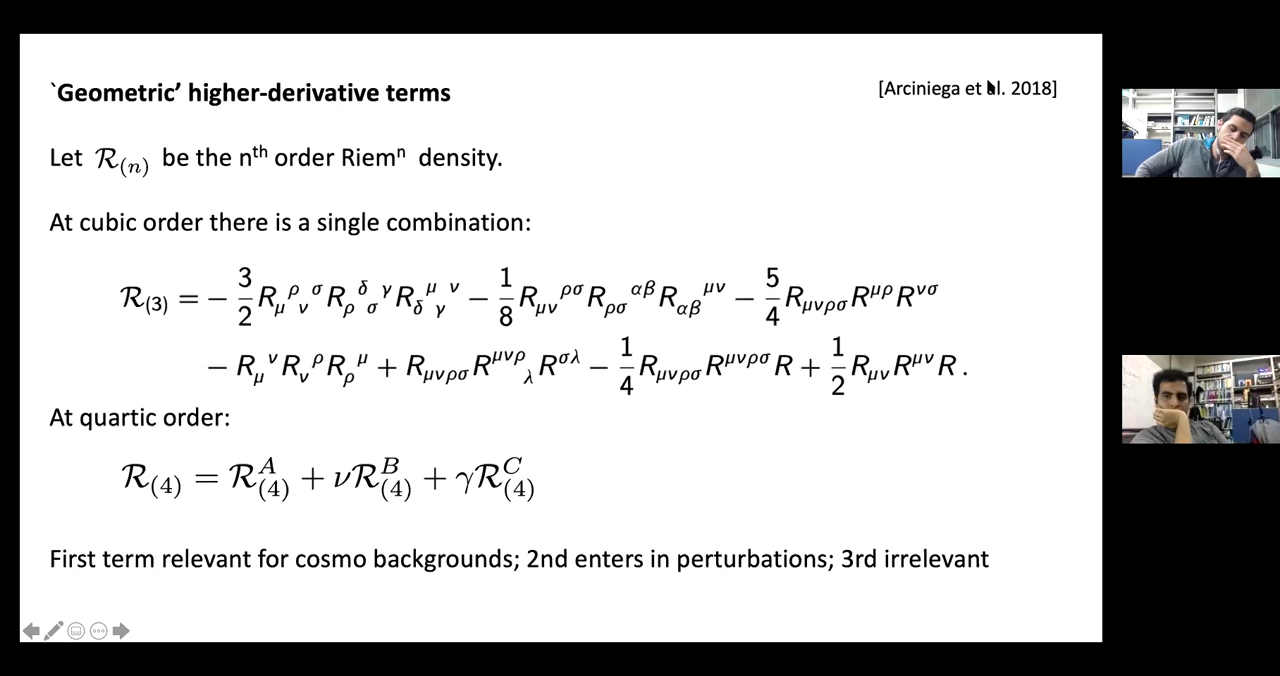 `Geometric’ higher-derivative terms
[Arciniega et al. 2018]
Let ℛ₍ₙ₎ be the nᵗʰ order Riemⁿ density.
At cubic order there is a single combination:
ℛ₍₃₎ = − 3/2 R_μ^ρ_ν^σ R_ρ^δ_σ^γ R_δ^μ_γ^ν − 1/8 R_μν^ρσ R_ρσ^αβ R_αβ^μν − 5/4 R_μνρσ R^μρ R^νσ
− R_μ^ν R_ν^ρ R_ρ^μ + R_μνρσ R^μνρ_λ R^σλ − 1/4 R_μνρσ R^μνρσ R + 1/2 R_μν R^μν R .
At quartic order:
ℛ₍₄₎ = ℛ^A₍₄₎ + νℛ^B₍₄₎ + γℛ^C₍₄₎
First term relevant for cosmo backgrounds; 2nd enters in perturbations; 3rd irrelevant